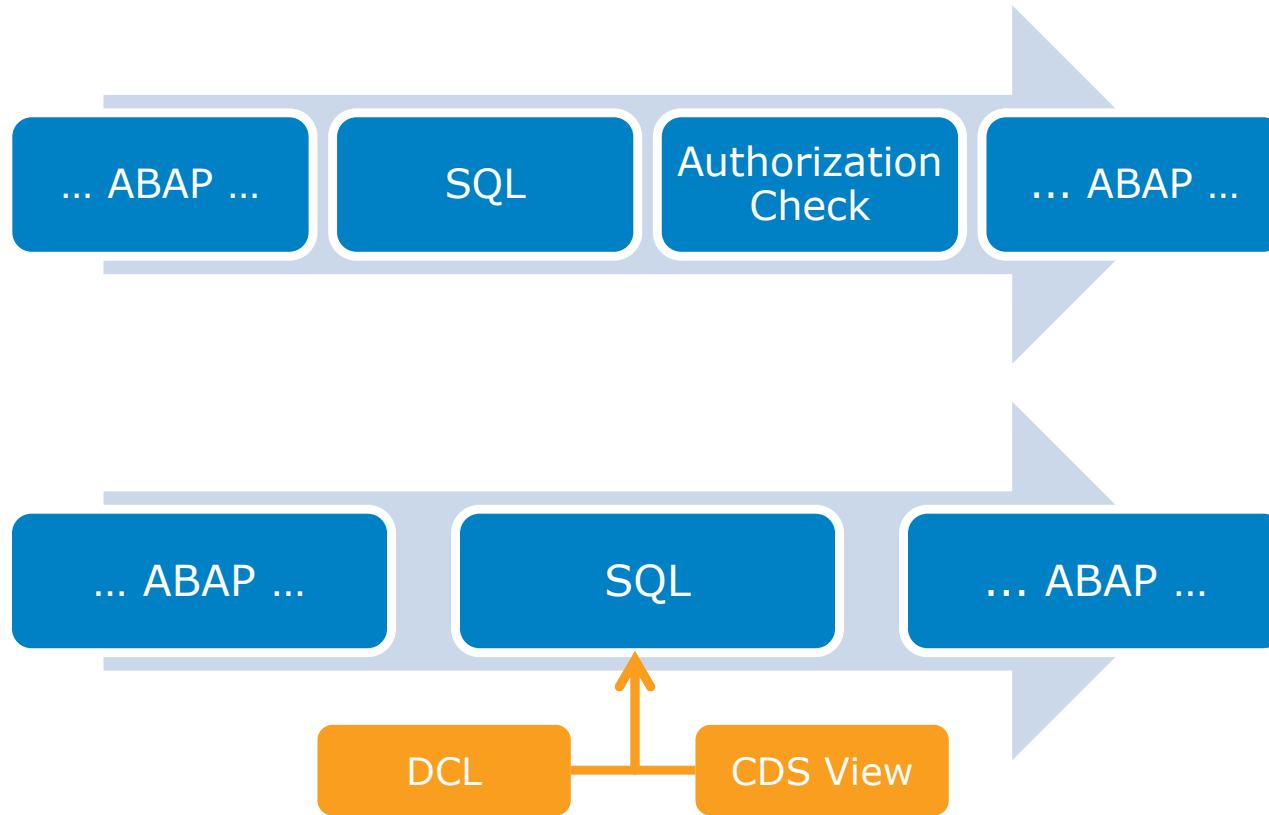 ... ABAP ...
SQL
Authorization
Check
... ABAP ...
... ABAP ...
SQL
... ABAP ...
DCL
CDS View